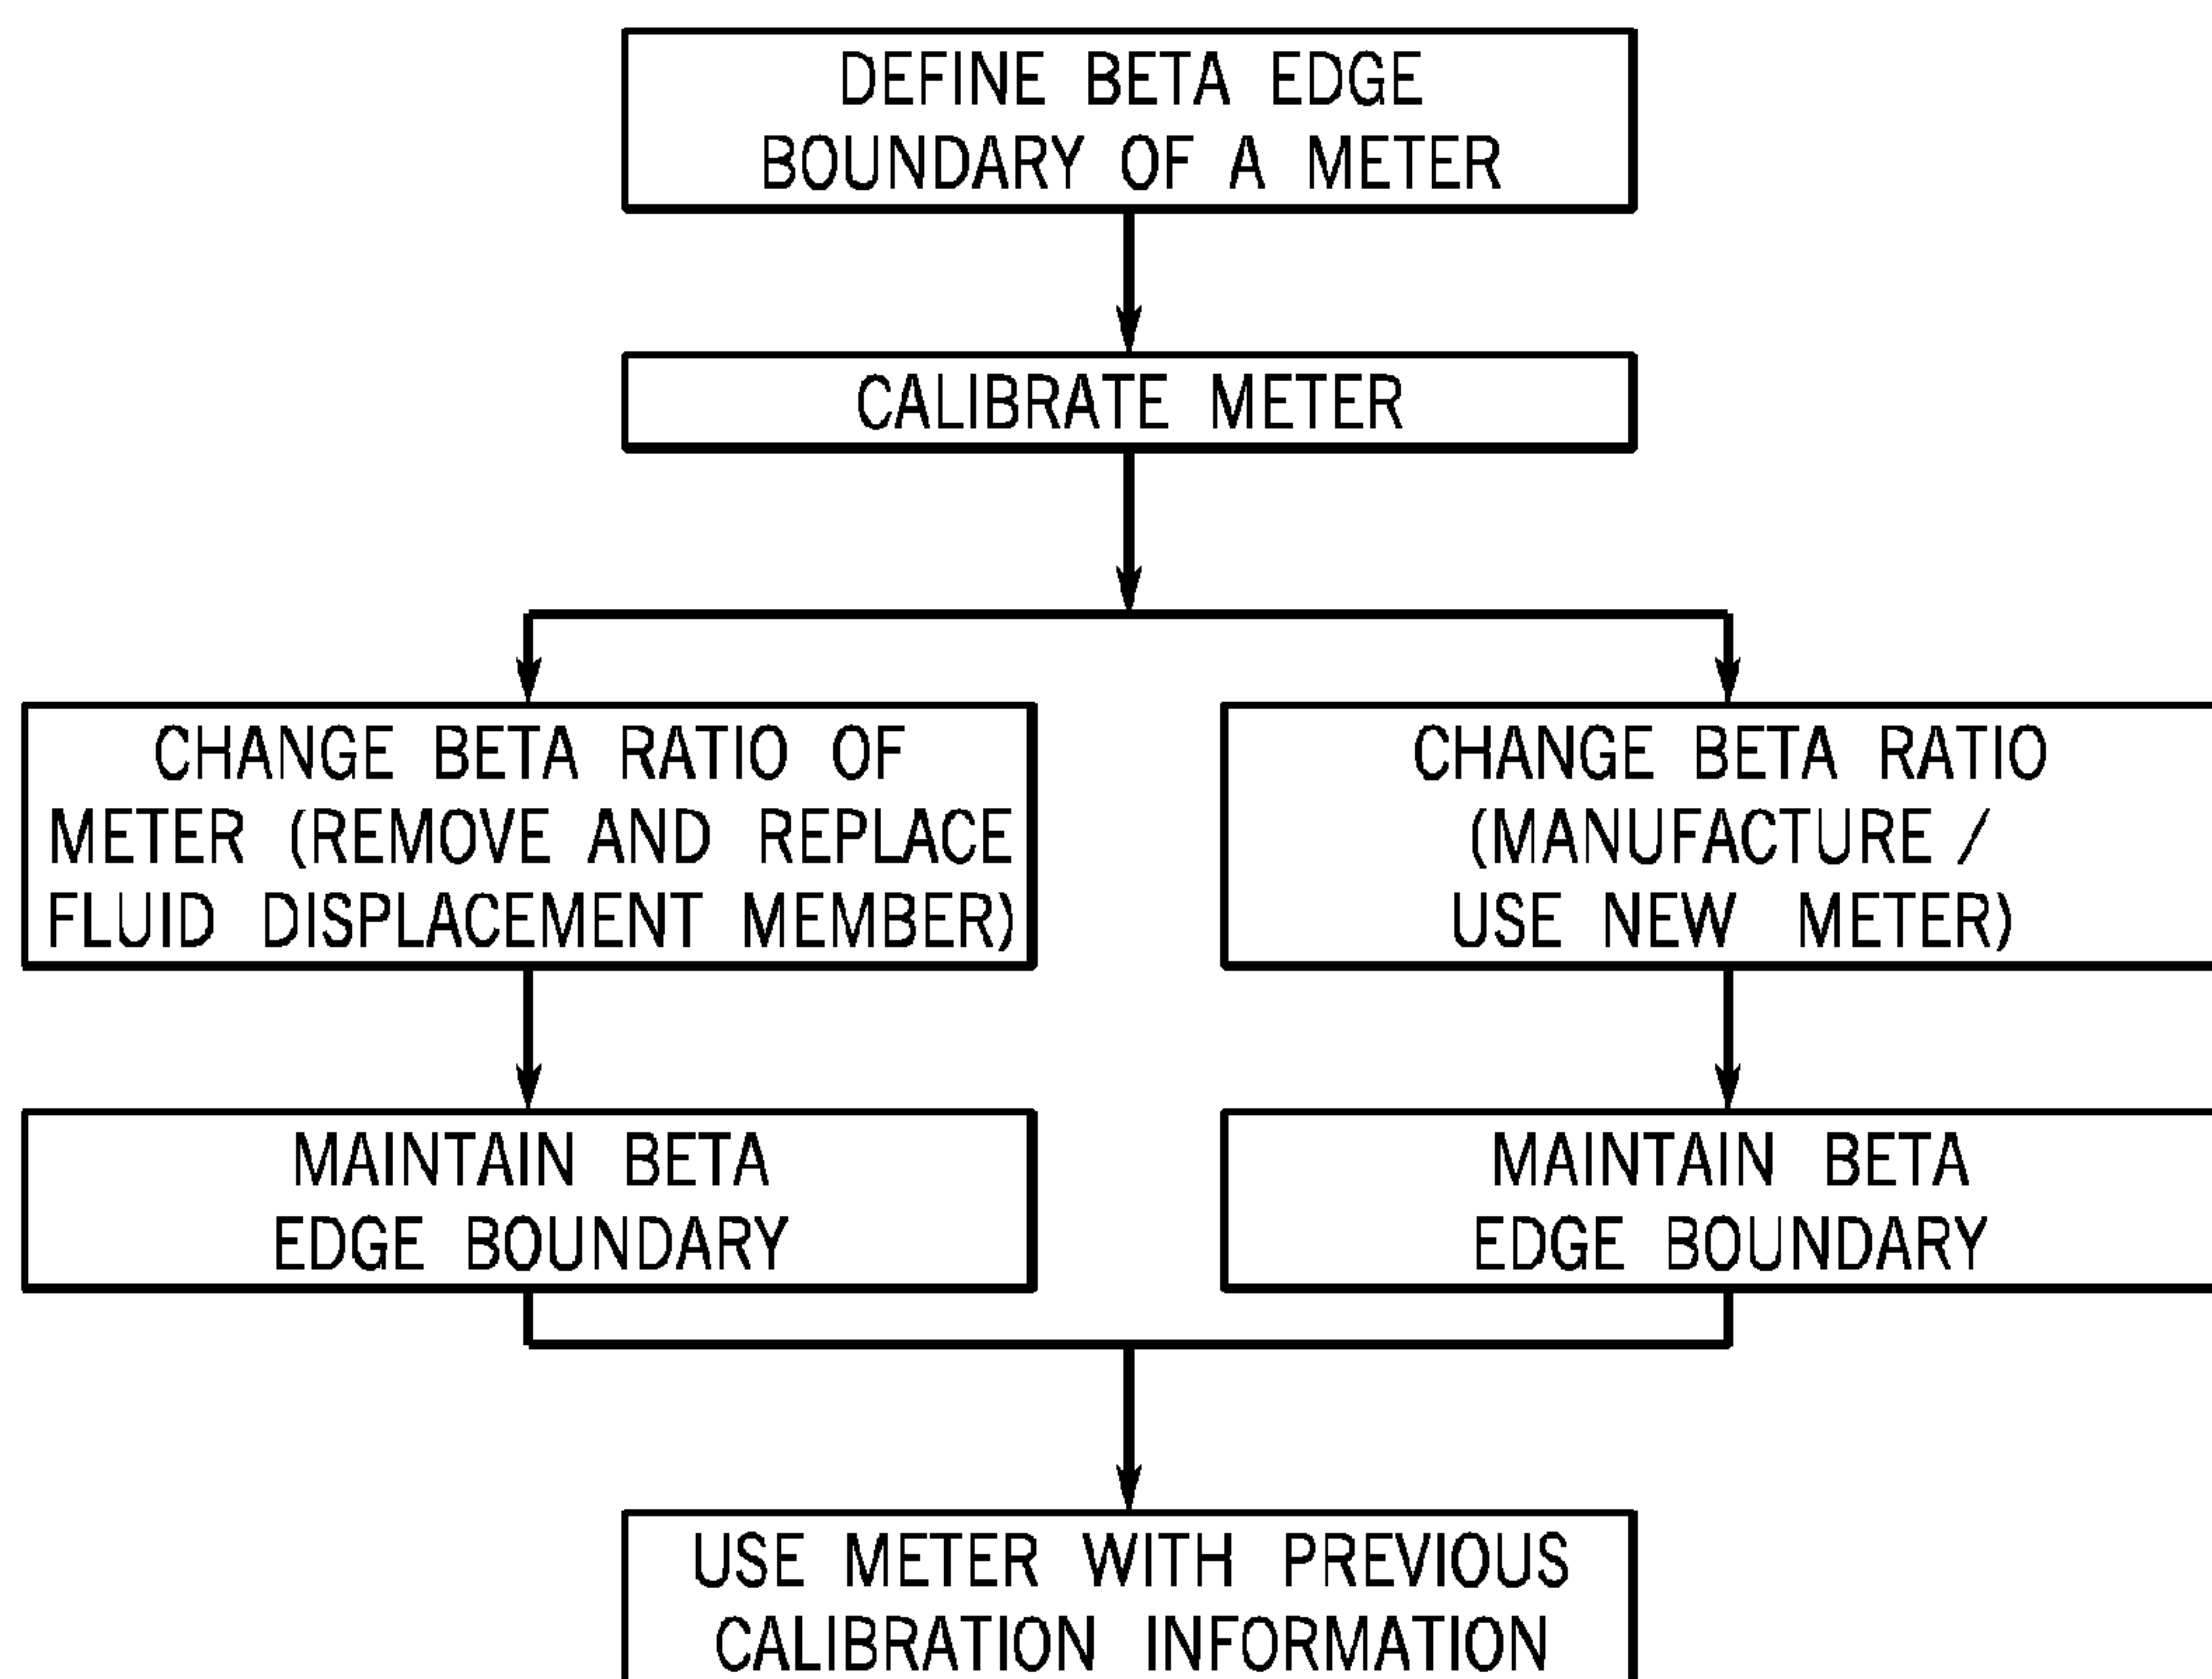 DEFINE BETA EDGE
BOUNDARY OF A METER
CALIBRATE METER
CHANGE BETA RATIO OF
METER (REMOVE AND REPLACE
FLUID DISPLACEMENT MEMBER)
CHANGE BETA RATIO
(MANUFACTURE /
USE NEW METER)
MAINTAIN BETA
EDGE BOUNDARY
MAINTAIN BETA
EDGE BOUNDARY
USE METER WITH PREVIOUS
CALIBRATION INFORMATION